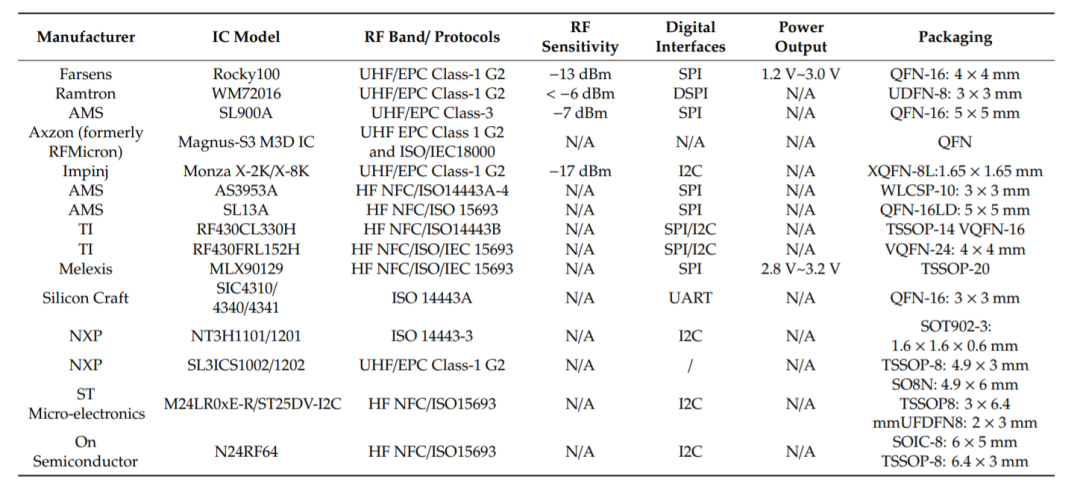 Manufacturer IC Model RF Band/ Protocols RF Sensitivity Digital Interfaces Power Output Packaging
Farsens Rocky100 UHF/EPC Class-1 G2 −13 dBm SPI 1.2 V~3.0 V QFN-16: 4 × 4 mm
Ramtron WM72016 UHF/EPC Class-1 G2 < −6 dBm DSPI N/A UDFN-8: 3 × 3 mm
AMS SL900A UHF/EPC Class-3 −7 dBm SPI N/A QFN-16: 5 × 5 mm
Axzon (formerly RFMicron) Magnus-S3 M3D IC UHF EPC Class 1 G2 and ISO/IEC18000 N/A N/A N/A QFN
Impinj Monza X-2K/X-8K UHF/EPC Class-1 G2 −17 dBm I2C N/A XQFN-8L:1.65 × 1.65 mm
AMS AS3953A HF NFC/ISO14443A-4 N/A SPI N/A WLCSP-10: 3 × 3 mm
AMS SL13A HF NFC/ISO 15693 N/A SPI N/A QFN-16LD: 5 × 5 mm
TI RF430CL330H HF NFC/ISO14443B N/A SPI/I2C N/A TSSOP-14 VQFN-16
TI RF430FRL152H HF NFC/ISO/IEC 15693 N/A SPI/I2C N/A VQFN-24: 4 × 4 mm
Melexis MLX90129 HF NFC/ISO/IEC 15693 N/A SPI 2.8 V~3.2 V TSSOP-20
Silicon Craft SIC4310/ 4340/4341 ISO 14443A N/A UART N/A QFN-16: 3 × 3 mm
NXP NT3H1101/1201 ISO 14443-3 N/A I2C N/A SOT902-3: 1.6 × 1.6 × 0.6 mm
NXP SL3ICS1002/1202 UHF/EPC Class-1 G2 N/A / N/A TSSOP-8: 4.9 × 3 mm
ST Micro-electronics M24LR0xE-R/ST25DV-I2C HF NFC/ISO15693 N/A I2C N/A SO8N: 4.9 × 6 mm TSSOP8: 3 × 6.4 mmUFDFN8: 2 × 3 mm
On Semiconductor N24RF64 HF NFC/ISO15693 N/A I2C N/A SOIC-8: 6 × 5 mm TSSOP-8: 6.4 × 3 mm